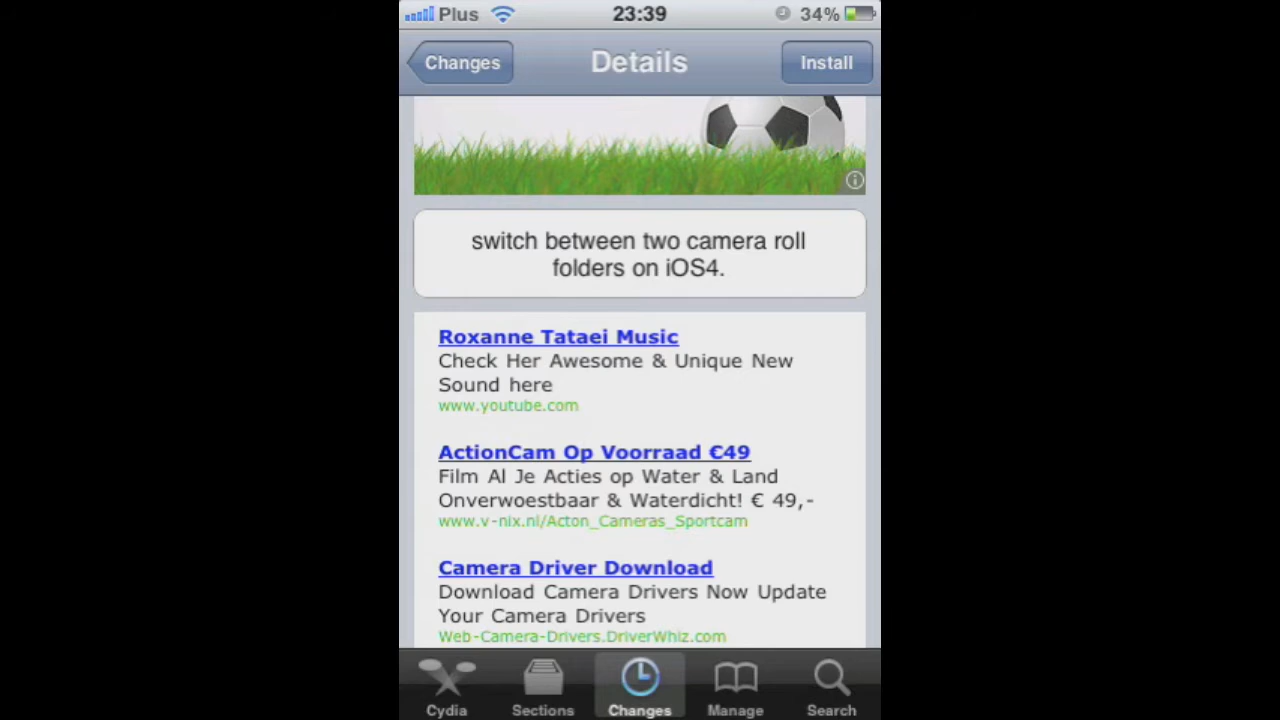 Plus 23:39 34%
Changes Details Install
switch between two camera roll
folders on iOS4.
Roxanne Tataei Music
Check Her Awesome & Unique New
Sound here
www.youtube.com
ActionCam Op Voorraad €49
Film Al Je Acties op Water & Land
Onverwoestbaar & Waterdicht! € 49,-
www.v-nix.nl/Acton_Cameras_Sportcam
Camera Driver Download
Download Camera Drivers Now Update
Your Camera Drivers
Web-Camera-Drivers.DriverWhiz.com
Cydia Sections Changes Manage Search